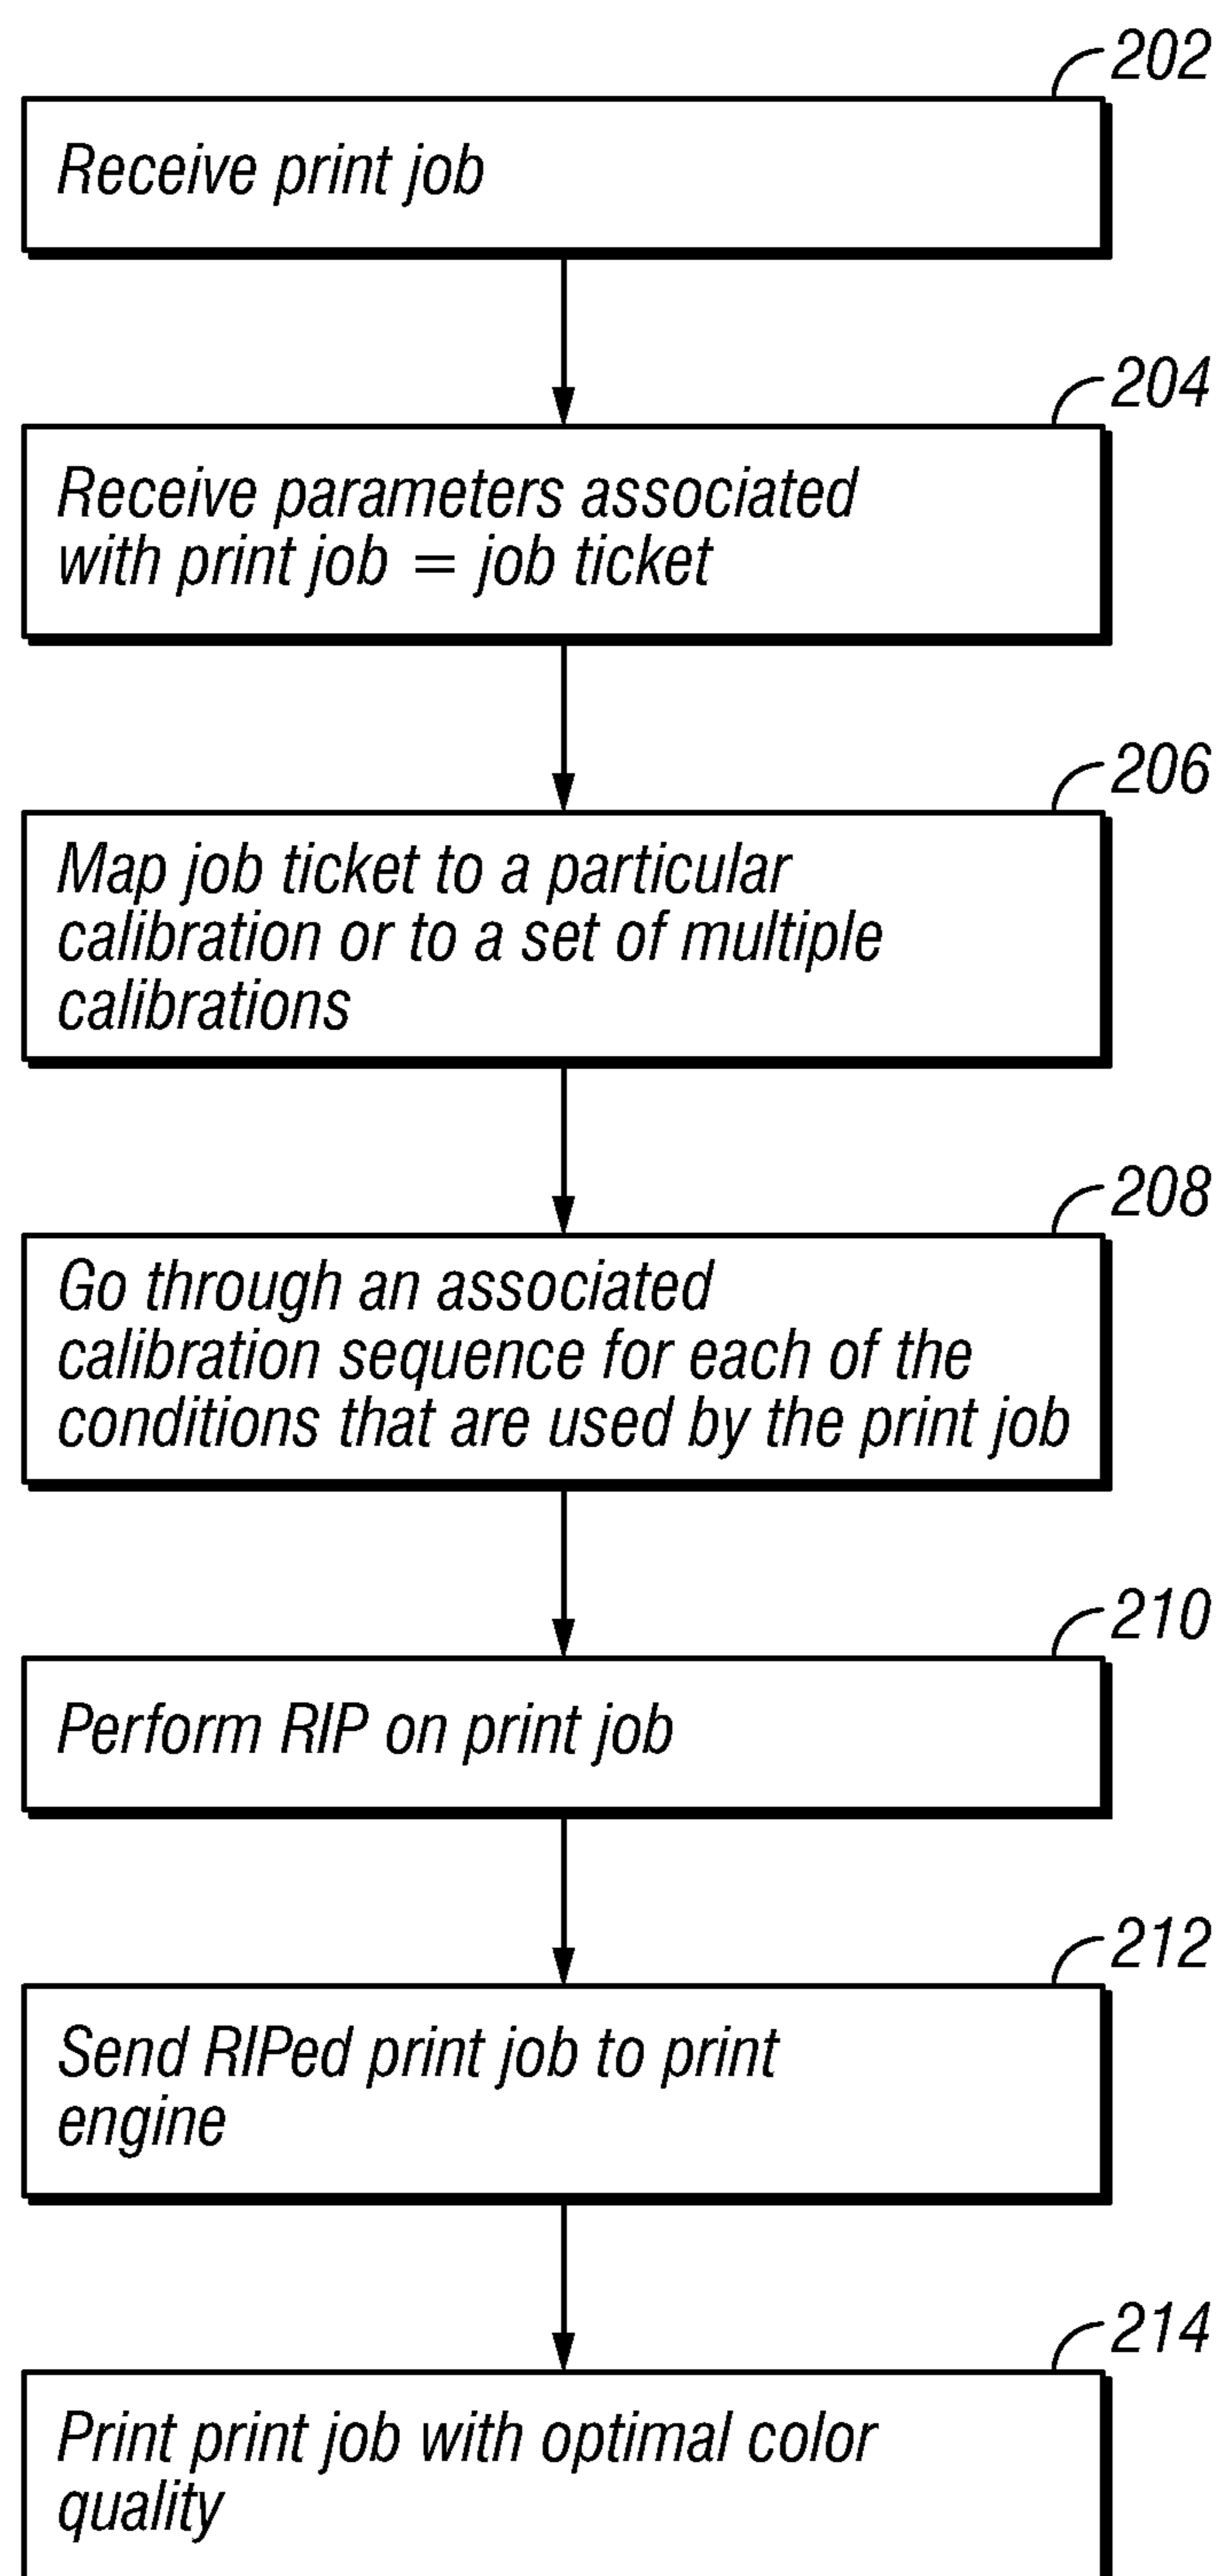 202
Receive print job
204
Receive parameters associated
with print job = job ticket
206
Map job ticket to a particular
calibration or to a set of multiple
calibrations
208
Go through an associated
calibration sequence for each of the
conditions that are used by the print job
210
Perform RIP on print job
212
Send RIPed print job to print
engine
214
Print print job with optimal color
quality